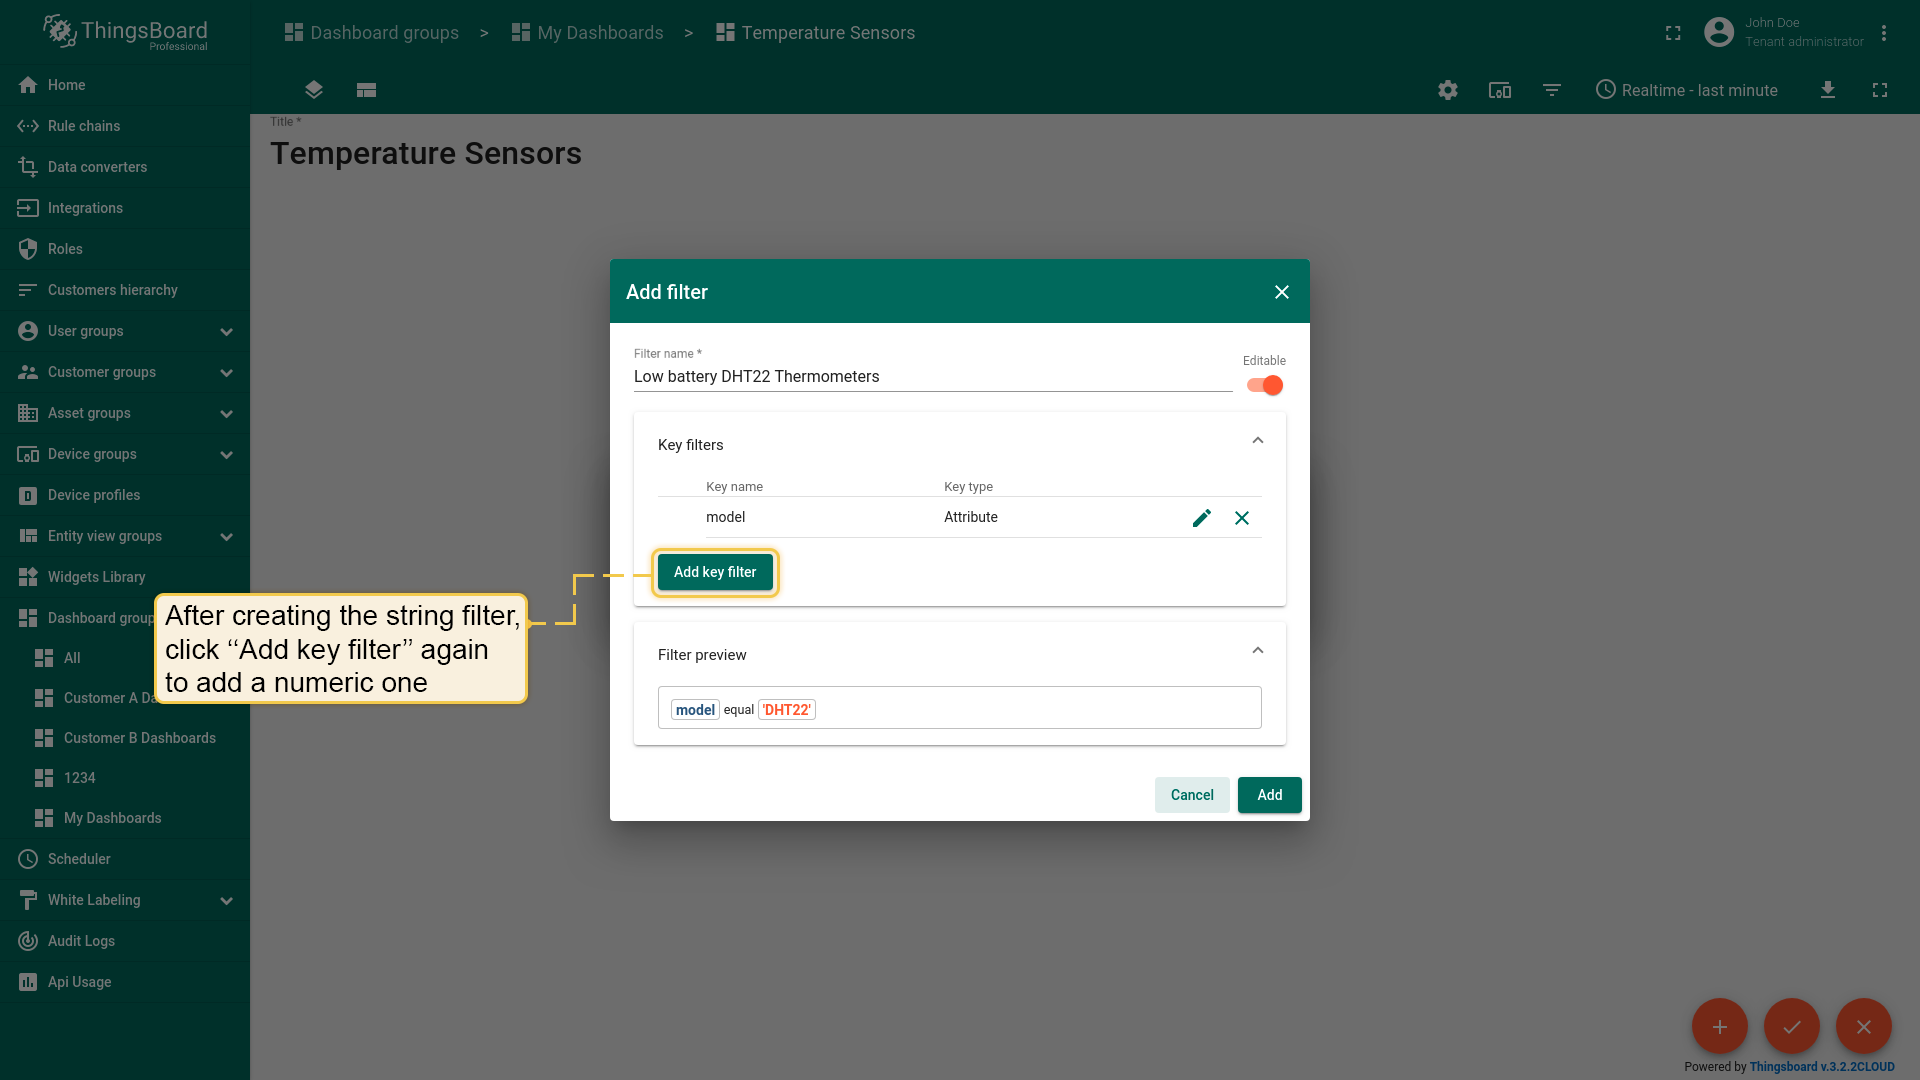 ThingsBoard
Professional
Dashboard groups > My Dashboards > Temperature Sensors
John Doe
Tenant administrator
Realtime - last minute
Home
Rule chains
Data converters
Integrations
Roles
Customers hierarchy
User groups
Customer groups
Asset groups
Device groups
Device profiles
Entity view groups
Widgets Library
Dashboard group
All
Customer A Da
Customer B Dashboards
1234
My Dashboards
Scheduler
White Labeling
Audit Logs
Api Usage
Title *
Temperature Sensors
Add filter
Filter name *
Low battery DHT22 Thermometers
Editable
Key filters
Key name Key type
model Attribute
Add key filter
After creating the string filter,
click “Add key filter” again
to add a numeric one
Filter preview
model equal 'DHT22'
Cancel Add
Powered by Thingsboard v.3.2.2CLOUD